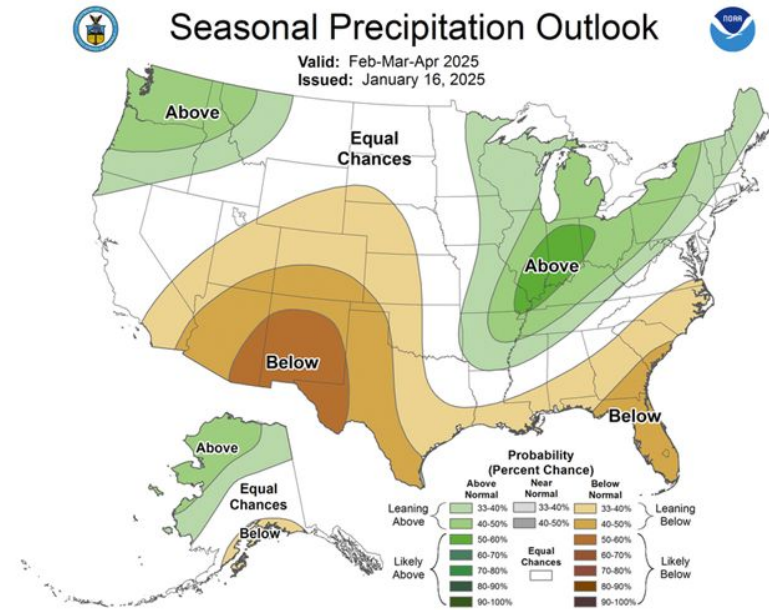 Seasonal Precipitation Outlook
NOAA
Valid: Feb-Mar-Apr 2025
Issued: January 16, 2025
Above
Equal
Chances
Above
Below
Below
Above
Equal
Chances
Below
Probability
(Percent Chance)
Above Normal
Near Normal
Below Normal
Leaning Above
33-40%
40-50%
33-40%
40-50%
33-40%
40-50%
Leaning Below
Likely Above
50-60%
60-70%
70-80%
80-90%
90-100%
Equal Chances
50-60%
60-70%
70-80%
80-90%
90-100%
Likely Below